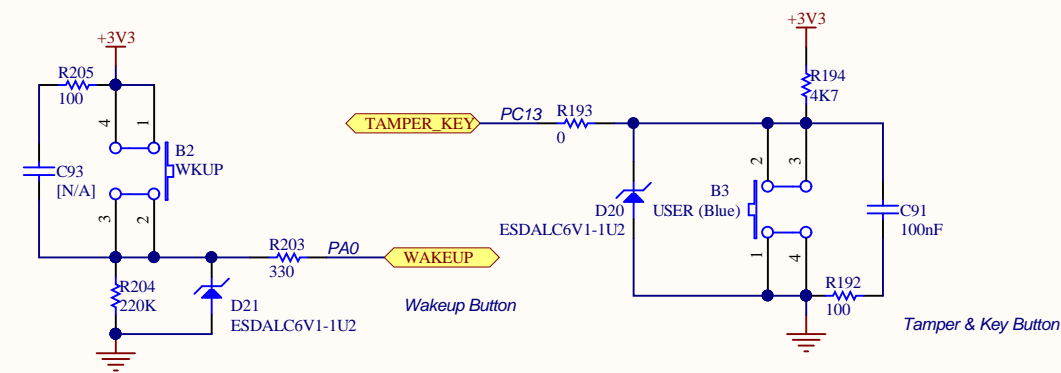 +3V3
R205
100
4
1
B2
WKUP
C93
[N/A]
3
2
R203
330
PA0
WAKEUP
R204
220K
D21
ESDALC6V1-1U2
Wakeup Button
+3V3
R194
4K7
TAMPER_KEY
PC13
R193
0
2
3
D20
ESDALC6V1-1U2
B3
USER (Blue)
C91
100nF
1
4
R192
100
Tamper & Key Button